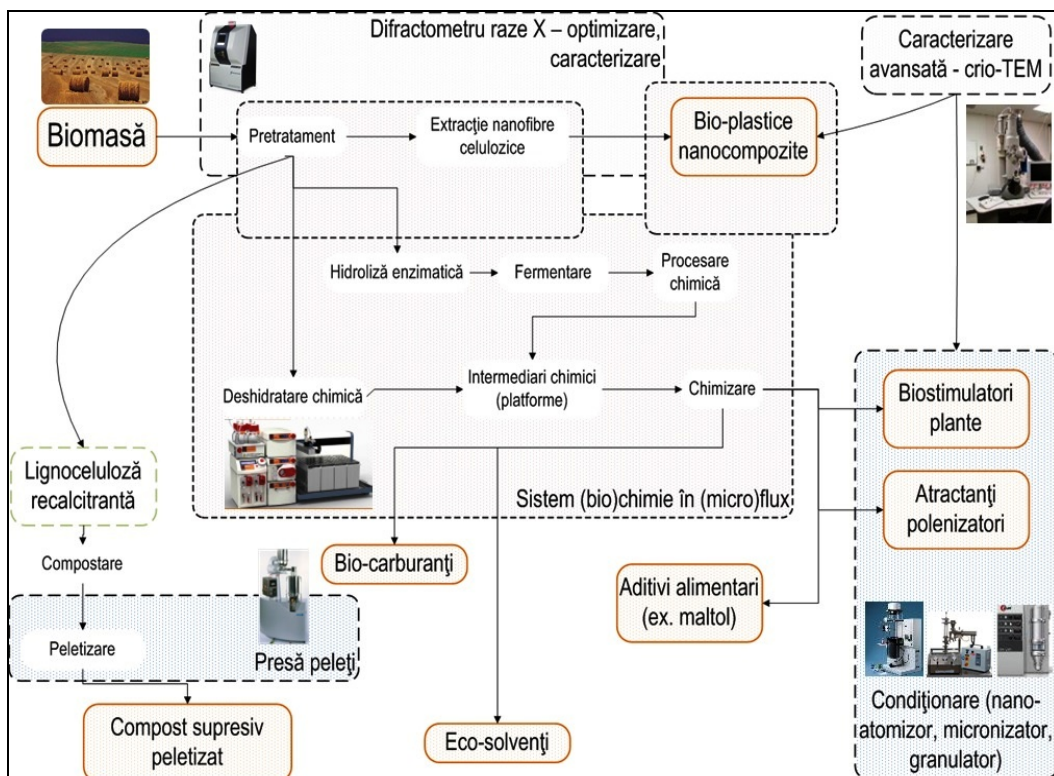 Difractometru raze X – optimizare,
caracterizare
Caracterizare
avansată - crio-TEM
Biomasă
Pretratament
Extracţie nanofibre
celulozice
Bio-plastice
nanocompozite
Hidroliză enzimatică
Fermentare
Procesare
chimică
Deshidratare chimică
Intermediari chimici
(platforme)
Chimizare
Biostimulatori
plante
Lignoceluloză
recalcitrantă
Sistem (bio)chimie în (micro)flux
Atractanţi
polenizatori
Compostare
Bio-carburanţi
Aditivi alimentari
(ex. maltol)
Peletizare
Presă peleţi
Compost supresiv
peletizat
Eco-solvenţi
Condiţionare (nano-
atomizor, micronizator,
granulator)